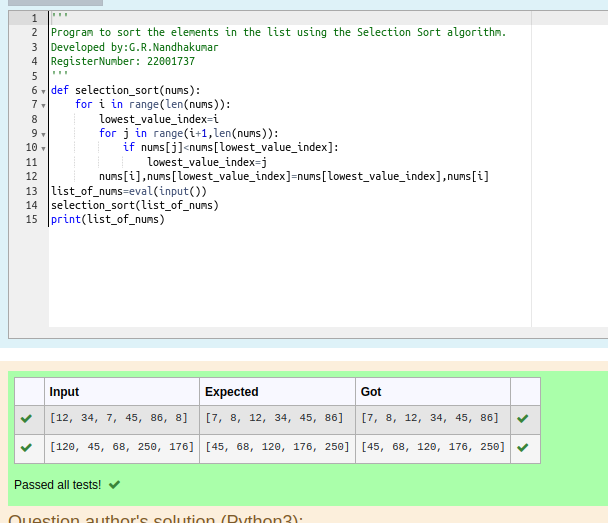 1 '''
2 Program to sort the elements in the list using the Selection Sort algorithm.
3 Developed by:G.R.Nandhakumar
4 RegisterNumber: 22001737
5 '''
6 def selection_sort(nums):
7 for i in range(len(nums)):
8 lowest_value_index=i
9 for j in range(i+1,len(nums)):
10 if nums[j]<nums[lowest_value_index]:
11 lowest_value_index=j
12 nums[i],nums[lowest_value_index]=nums[lowest_value_index],nums[i]
13 list_of_nums=eval(input())
14 selection_sort(list_of_nums)
15 print(list_of_nums)
Input Expected Got
[12, 34, 7, 45, 86, 8] [7, 8, 12, 34, 45, 86] [7, 8, 12, 34, 45, 86]
[120, 45, 68, 250, 176] [45, 68, 120, 176, 250] [45, 68, 120, 176, 250]
Passed all tests!
Question author's solution (Python3):